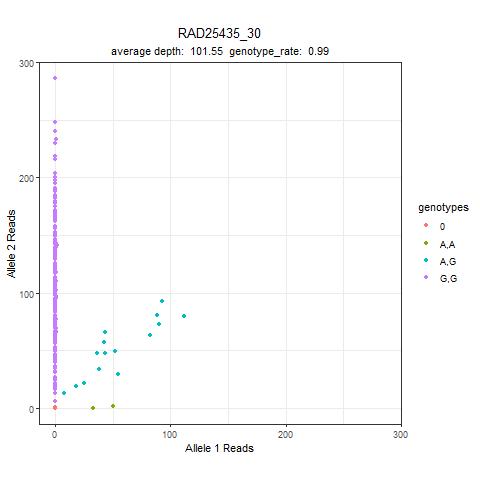 RAD25435_30
average depth:  101.55  genotype_rate:  0.99
300
200
100
0
Allele 2 Reads
0
100
200
300
Allele 1 Reads
genotypes
0
A,A
A,G
G,G